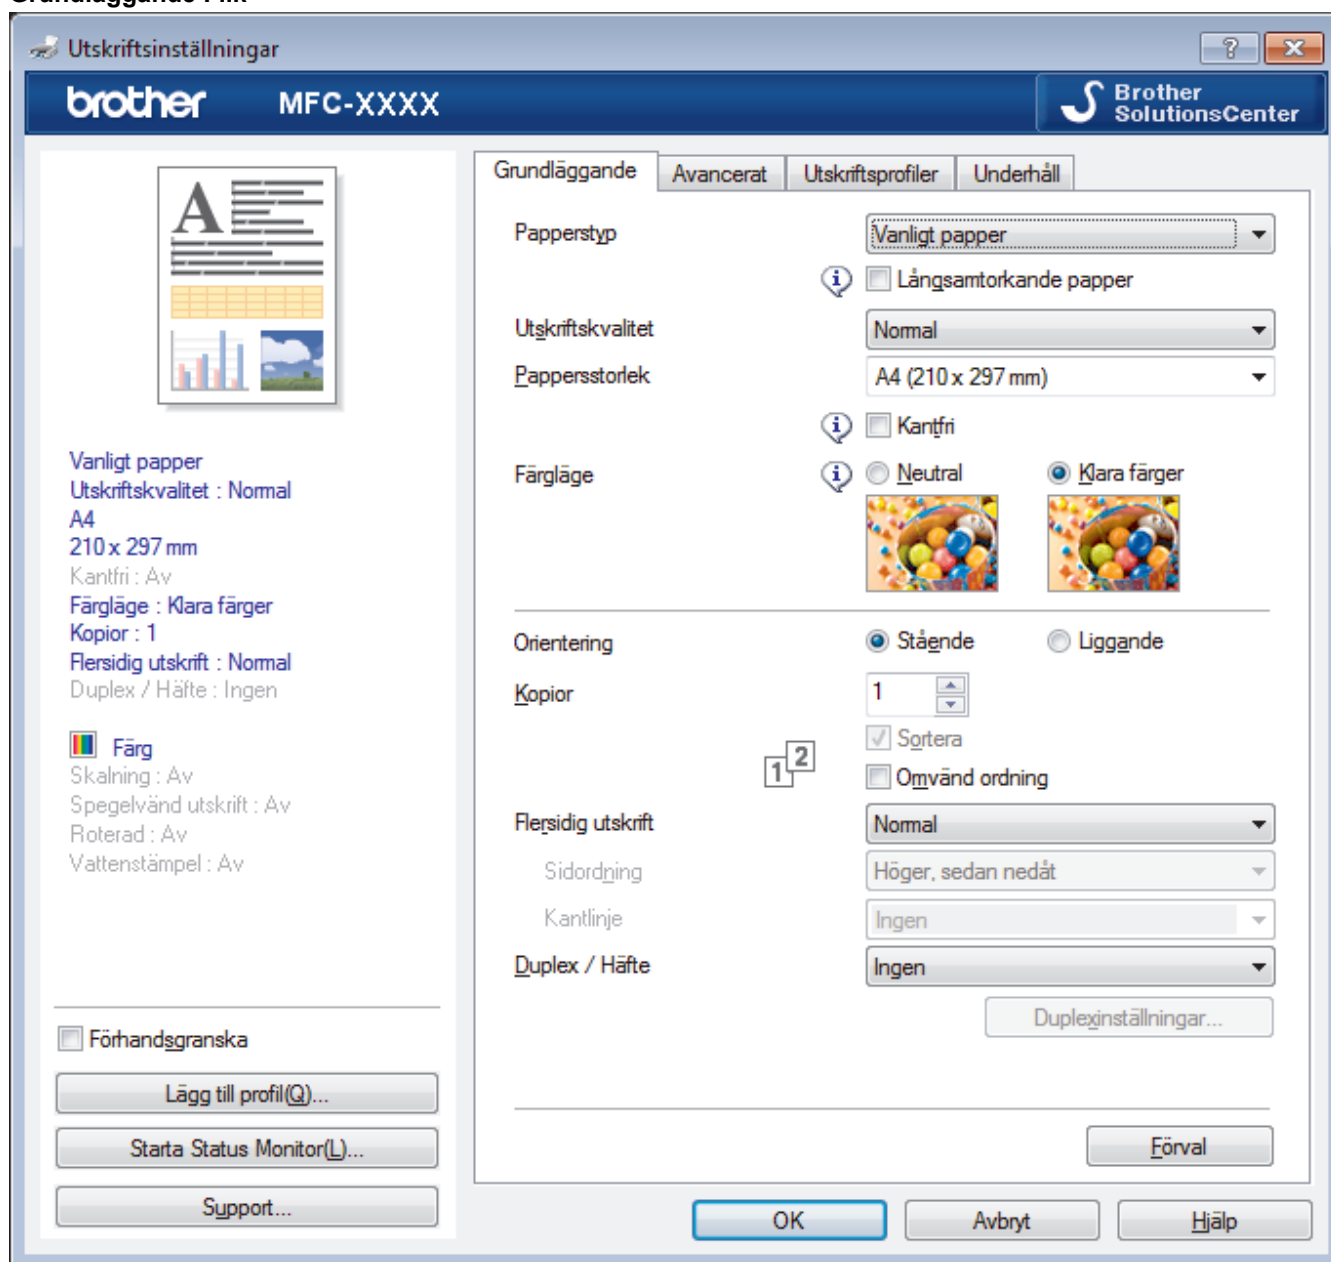 Utskriftsinställningar
brother MFC-XXXX
Brother
SolutionsCenter
A
Vanligt papper
Utskriftskvalitet : Normal
A4
210 x 297 mm
Kantfri : Av
Färgläge : Klara färger
Kopior : 1
Flersidig utskrift : Normal
Duplex / Häfte : Ingen
Färg
Skalning : Av
Spegelvänd utskrift : Av
Roterad : Av
Vattenstämpel : Av
Förhandsgranska
Lägg till profil(Q)...
Starta Status Monitor(L)...
Support...
Grundläggande Avancerat Utskriftsprofiler Underhåll
Papperstyp Vanligt papper
Långsamtorkande papper
Utskriftskvalitet Normal
Pappersstorlek A4 (210 x 297 mm)
Kantfri
Färgläge Neutral Klara färger
Orientering Stående Liggande
Kopior 1
Sortera
1 2
Omvänd ordning
Flersidig utskrift Normal
Sidordning Höger, sedan nedåt
Kantlinje Ingen
Duplex / Häfte Ingen
Duplexinställningar...
Förval
OK Avbryt Hjälp